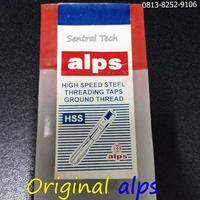 0813-8252-9106
Sentral Tech
alps
HIGH SPEED STEEL
THREADING TAPS
GROUND THREAD
HSS
alps
Original alps